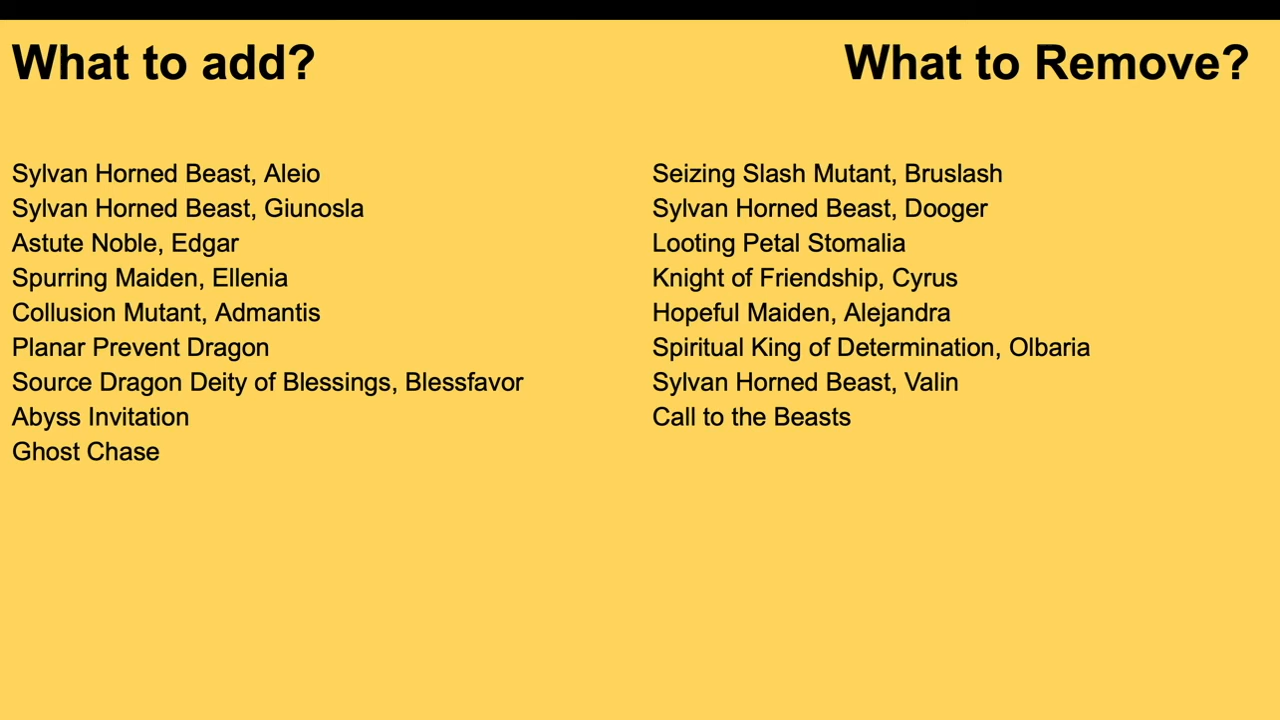 What to add?
What to Remove?
Sylvan Horned Beast, Aleio
Sylvan Horned Beast, Giunosla
Astute Noble, Edgar
Spurring Maiden, Ellenia
Collusion Mutant, Admantis
Planar Prevent Dragon
Source Dragon Deity of Blessings, Blessfavor
Abyss Invitation
Ghost Chase
Seizing Slash Mutant, Bruslash
Sylvan Horned Beast, Dooger
Looting Petal Stomalia
Knight of Friendship, Cyrus
Hopeful Maiden, Alejandra
Spiritual King of Determination, Olbaria
Sylvan Horned Beast, Valin
Call to the Beasts